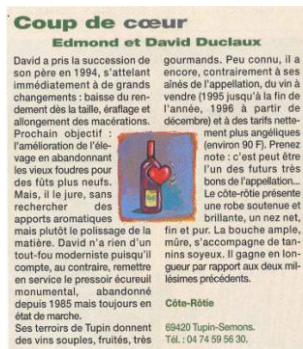 Coup de cœur
Edmond et David Duclaux
David a pris la succession de
son père en 1994, s'attelant
immédiatement à de grands
changements : baisse du ren-
dement dès la taille, éraflage et
allongement des macérations.
Prochain objectif :
l'amélioration de l'éle-
vage en abandonnant
les vieux foudres pour
des fûts plus neufs.
Mais, il le jure, sans
rechercher des
apports aromatiques
mais plutôt le polissage de la
matière. David n'a rien d'un
tout-fou moderniste puisqu'il
compte, au contraire, remettre
en service le pressoir écureuil
monumental, abandonné
depuis 1985 mais toujours en
état de marche.
Ses terroirs de Tupin donnent
des vins souples, fruités, très
gourmands. Peu connu, il a
encore, contrairement à ses
aînés de l'appellation, du vin à
vendre (1995 jusqu'à la fin de
l'année, 1996 à partir de
décembre) et à des tarifs nette-
ment plus angéliques
(environ 90 F). Prenez
note : c'est peut être
l'un des futurs très
bons de l'appellation...
Le côte-rôtie présente
une robe soutenue et
brillante, un nez net,
fin et pur. La bouche ample,
mûre, s'accompagne de tan-
nins soyeux. Il gagne en lon-
gueur par rapport aux deux mil-
lésimes précédents.
Côte-Rôtie
69420 Tupin-Semons.
Tél. : 04 74 59 56 30.